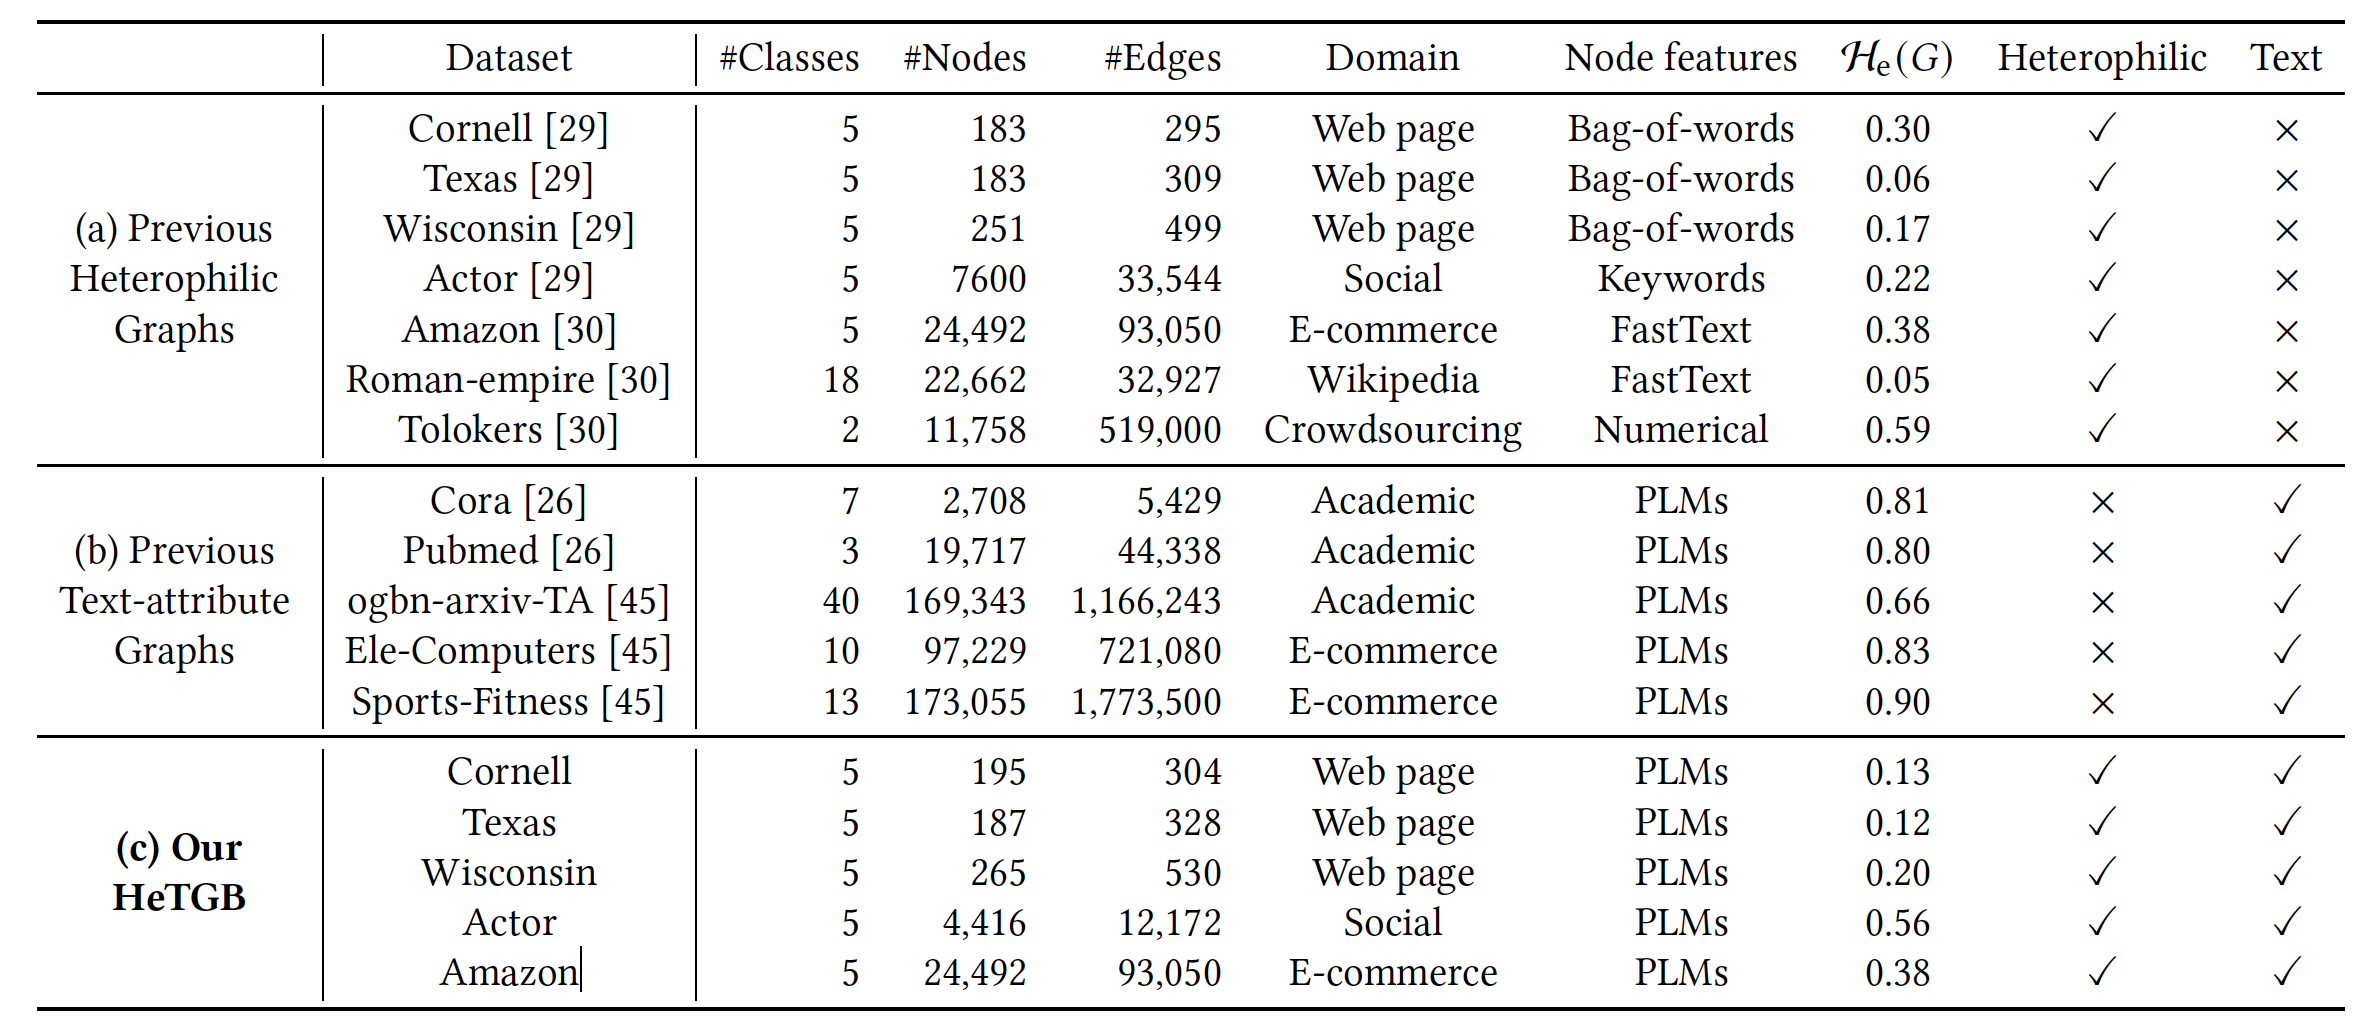 Dataset #Classes #Nodes #Edges Domain Node features ℋe(G) Heterophilic Text
(a) Previous Heterophilic Graphs
Cornell [29] 5 183 295 Web page Bag-of-words 0.30 ✓ ×
Texas [29] 5 183 309 Web page Bag-of-words 0.06 ✓ ×
Wisconsin [29] 5 251 499 Web page Bag-of-words 0.17 ✓ ×
Actor [29] 5 7600 33,544 Social Keywords 0.22 ✓ ×
Amazon [30] 5 24,492 93,050 E-commerce FastText 0.38 ✓ ×
Roman-empire [30] 18 22,662 32,927 Wikipedia FastText 0.05 ✓ ×
Tolokers [30] 2 11,758 519,000 Crowdsourcing Numerical 0.59 ✓ ×
(b) Previous Text-attribute Graphs
Cora [26] 7 2,708 5,429 Academic PLMs 0.81 × ✓
Pubmed [26] 3 19,717 44,338 Academic PLMs 0.80 × ✓
ogbn-arxiv-TA [45] 40 169,343 1,166,243 Academic PLMs 0.66 × ✓
Ele-Computers [45] 10 97,229 721,080 E-commerce PLMs 0.83 × ✓
Sports-Fitness [45] 13 173,055 1,773,500 E-commerce PLMs 0.90 × ✓
(c) Our HeTGB
Cornell 5 195 304 Web page PLMs 0.13 ✓ ✓
Texas 5 187 328 Web page PLMs 0.12 ✓ ✓
Wisconsin 5 265 530 Web page PLMs 0.20 ✓ ✓
Actor 5 4,416 12,172 Social PLMs 0.56 ✓ ✓
Amazon 5 24,492 93,050 E-commerce PLMs 0.38 ✓ ✓